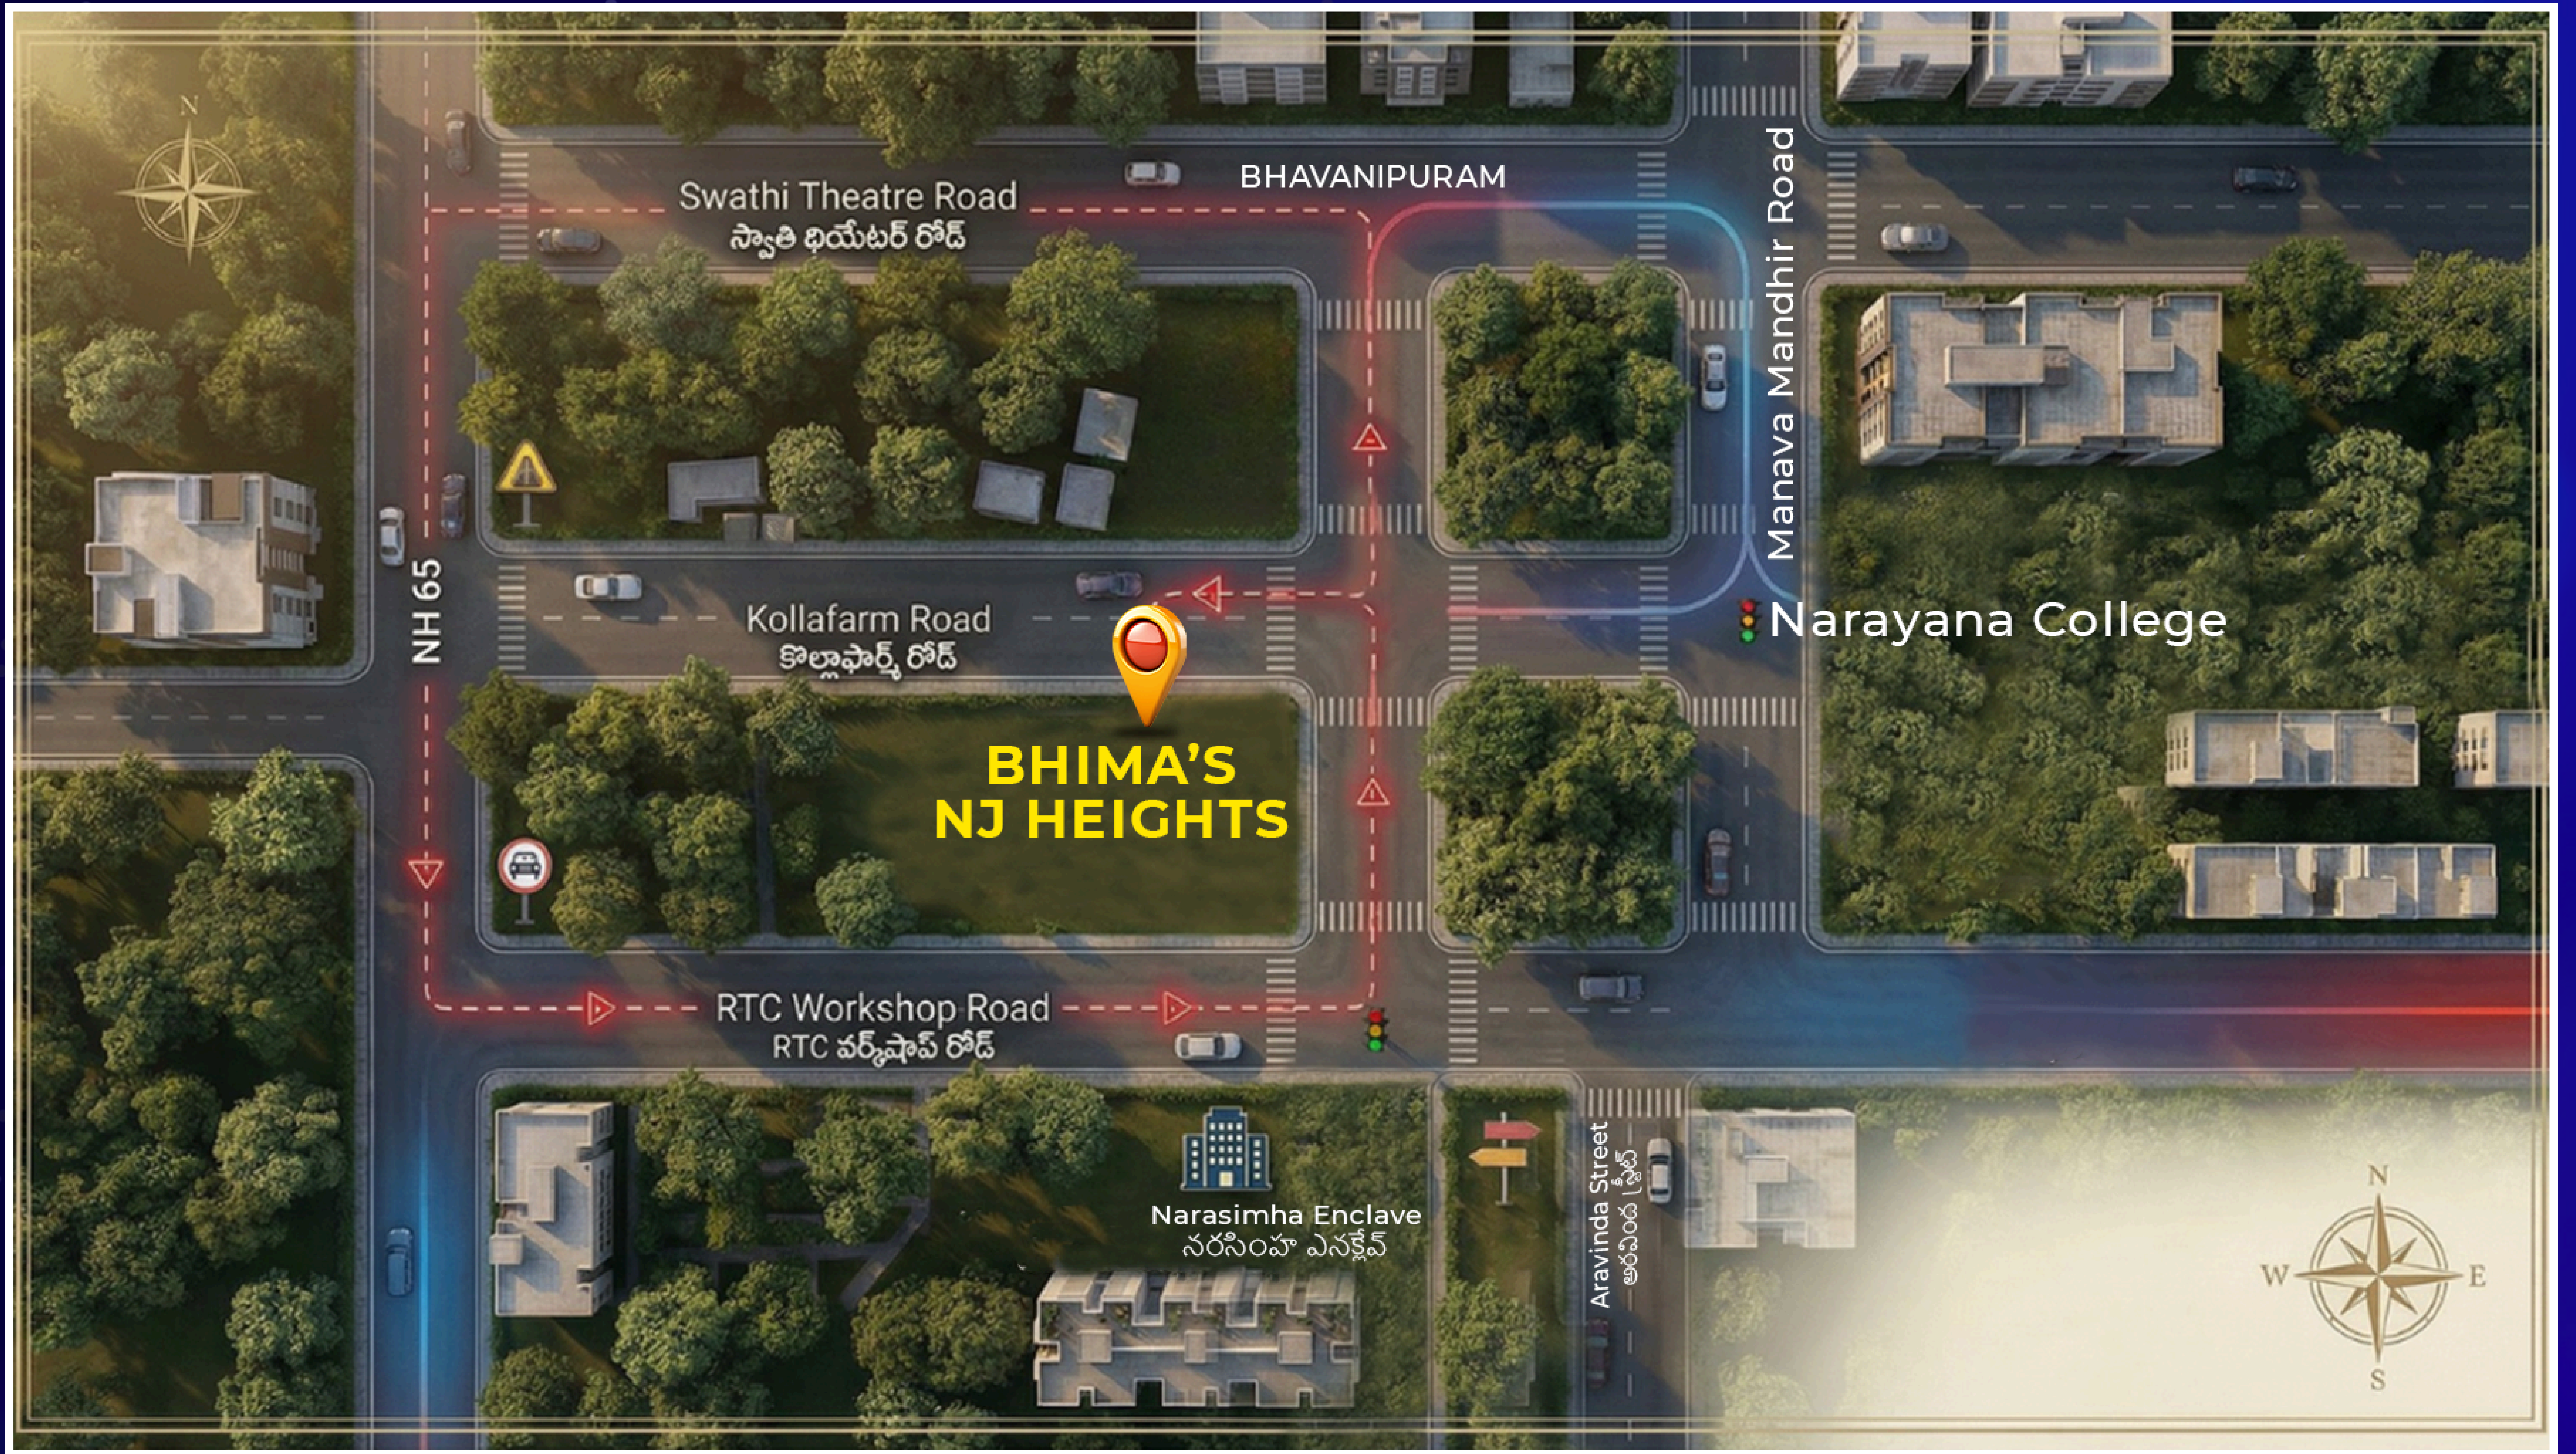 N
BHAVANIPURAM
Swathi Theatre Road
స్వాతి థియేటర్ రోడ్
Manava Mandhir Road
NH 65
Kollafarm Road
కొల్లాఫార్మ్ రోడ్
Narayana College
BHIMA’S
NJ HEIGHTS
RTC Workshop Road
RTC వర్క్‌షాప్ రోడ్
Aravinda Street
అరవింద స్ట్రీట్
Narasimha Enclave
నరసింహ ఎన‌క్లేవ్
N
W
E
S